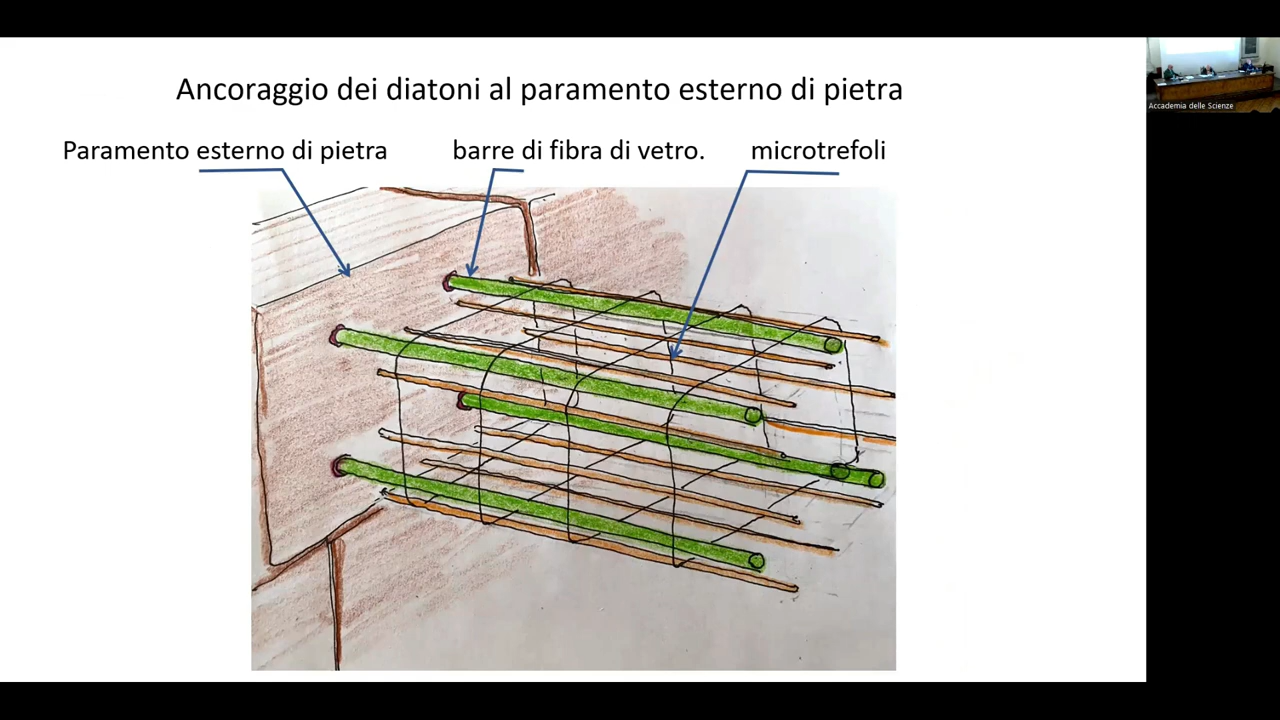 Ancoraggio dei diatoni al paramento esterno di pietra
Paramento esterno di pietra
barre di fibra di vetro.
microtrefoli
Accademia delle Scienze